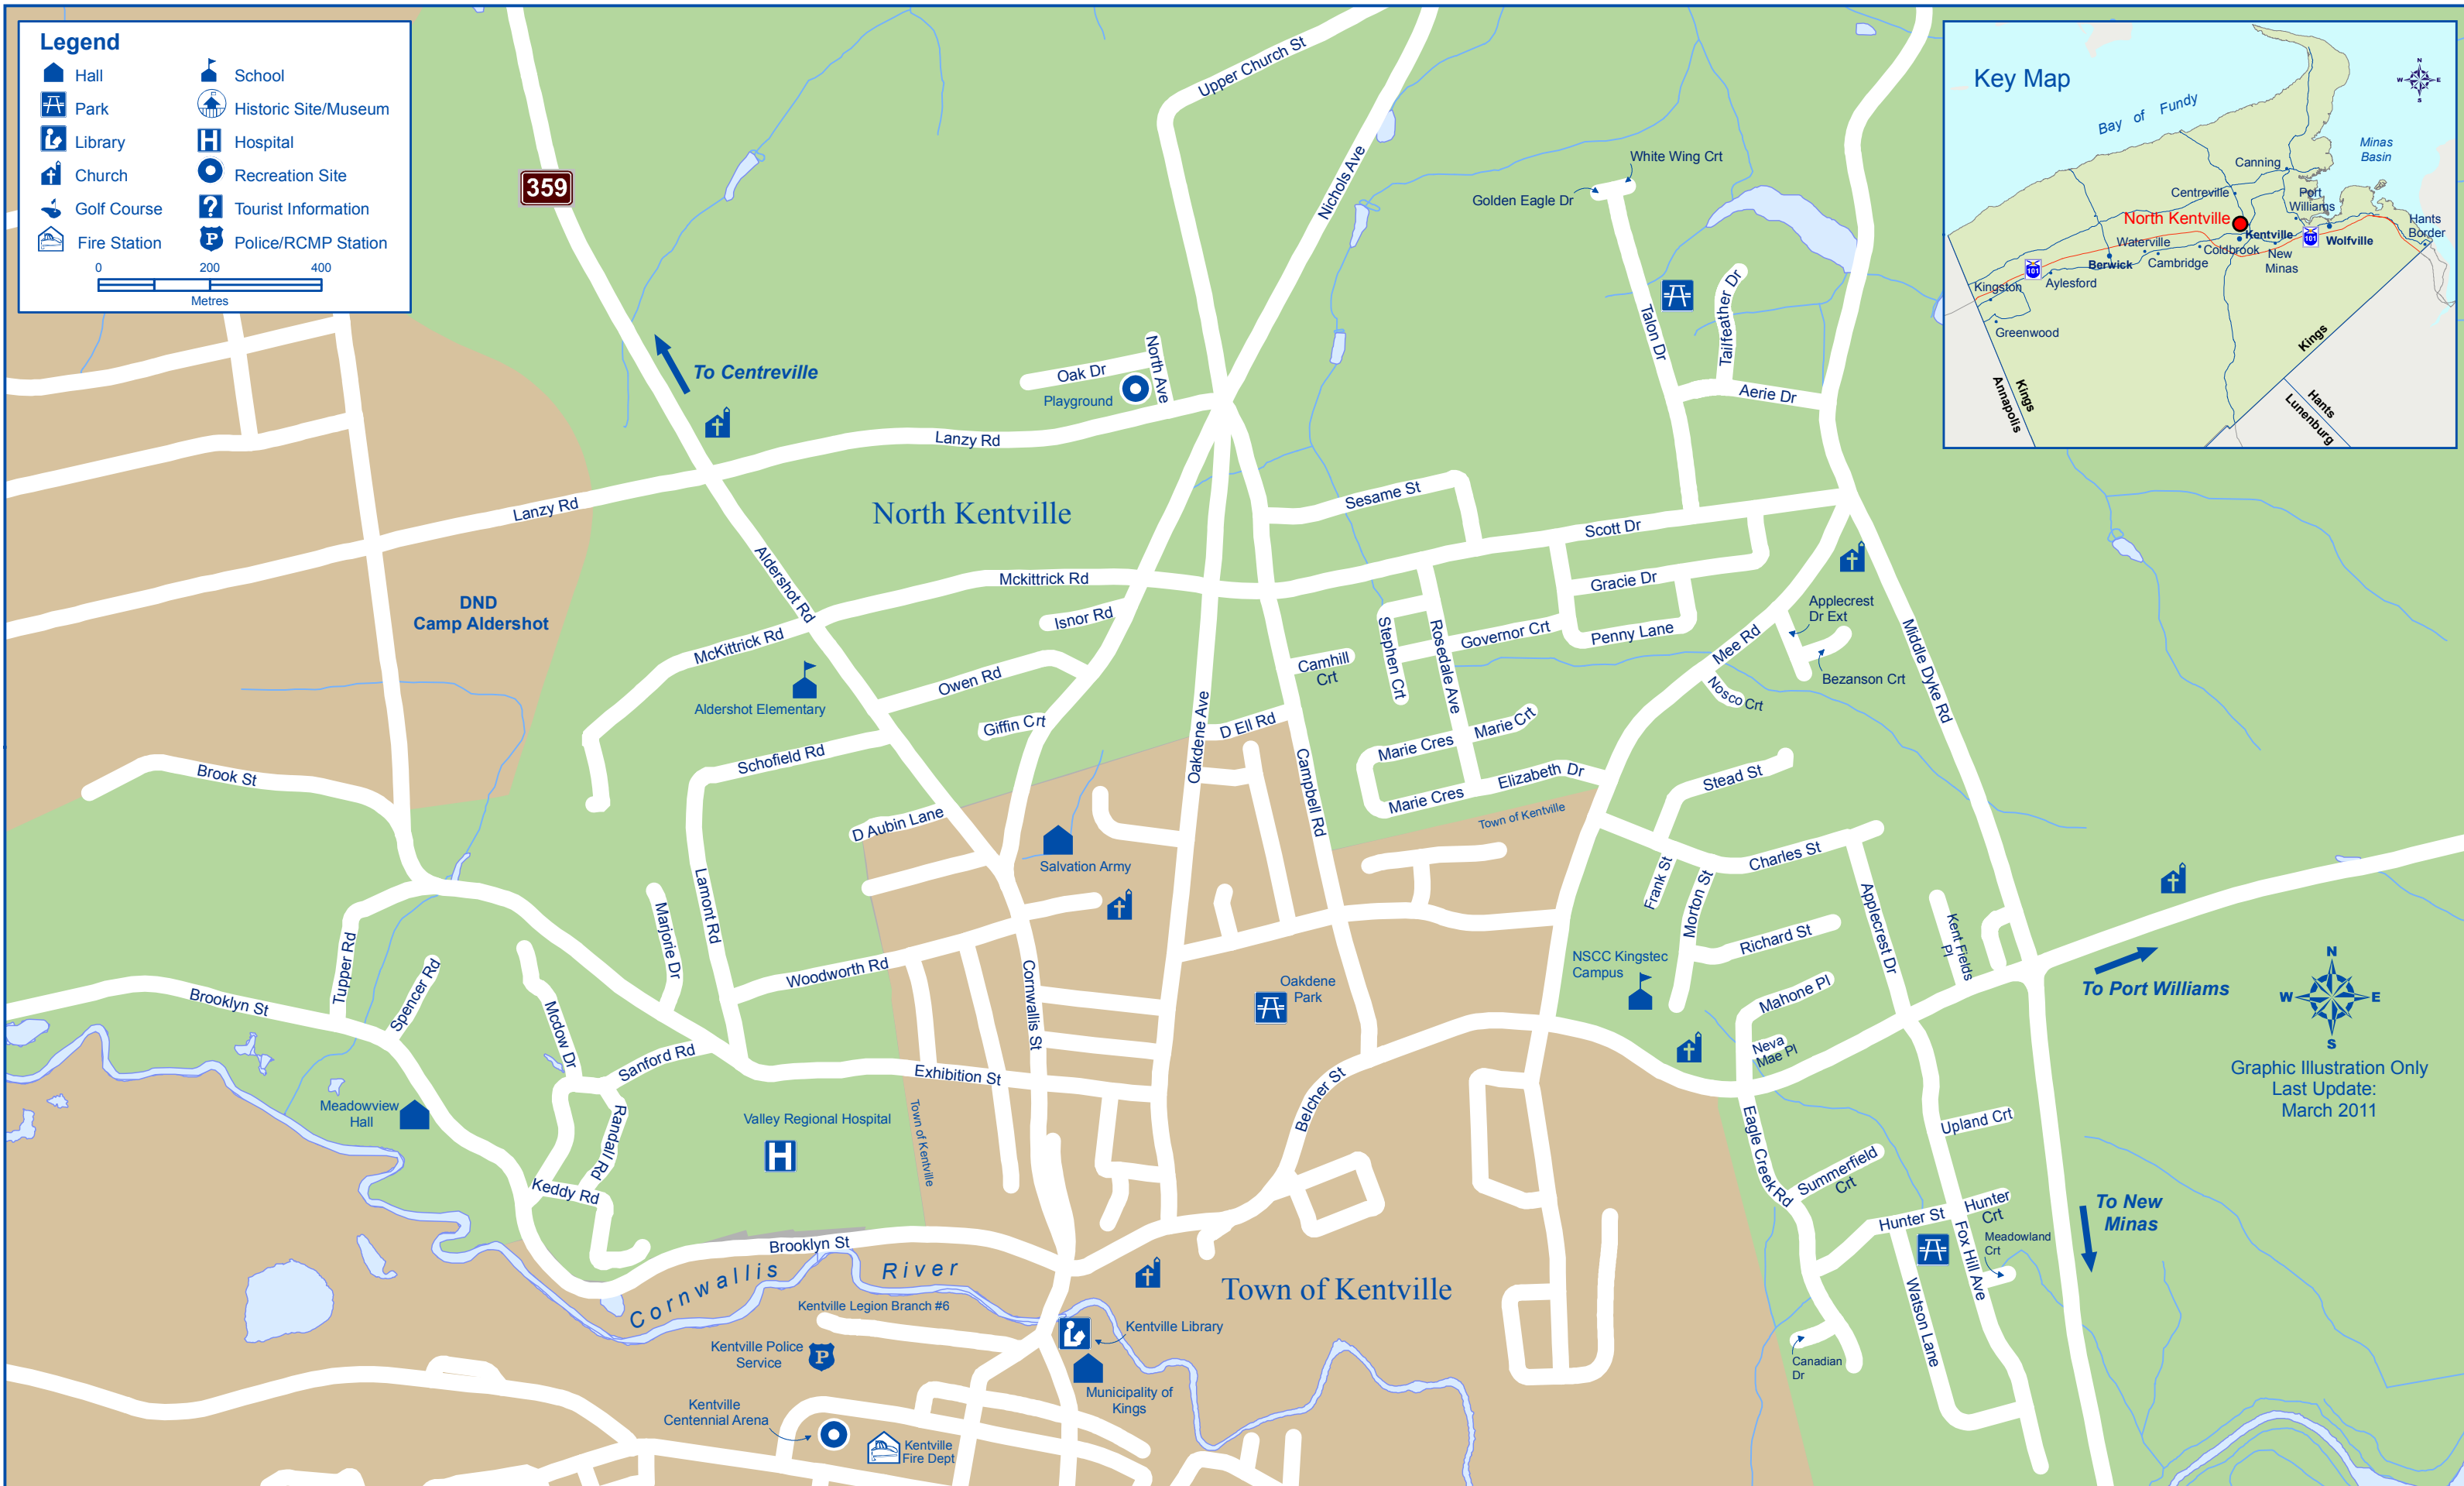 Legend
Hall
Park
Library
Church
Golf Course
Fire Station
School
Historic Site/Museum
Hospital
Recreation Site
Tourist Information
Police/RCMP Station
0 200 400
Metres
Key Map
Bay of Fundy
Minas
Basin
N
W E
S
Canning
Centreville
Port
Williams
North Kentville
Hants
Border
Kentville
101
Wolfville
Waterville
Coldbrook
New
Minas
Berwick
Cambridge
101
Aylesford
Kingston
Greenwood
Kings
Kings
Annapolis
Hants
Lunenburg
359
Upper Church St
Nichols Ave
White Wing Crt
Golden Eagle Dr
Talon Dr
Tailfeather Dr
Aerie Dr
To Centreville
Oak Dr
North Ave
Playground
Lanzy Rd
Lanzy Rd
North Kentville
Sesame St
Scott Dr
Aldershot Rd
Mckittrick Rd
Gracie Dr
DND
Camp Aldershot
Isnor Rd
McKittrick Rd
Stephen Crt
Rosedale Ave
Governor Crt
Penny Lane
Applecrest
Dr Ext
Mee Rd
Middle Dyke Rd
Camhill
Crt
Bezanson Crt
Nosco Crt
Owen Rd
Aldershot Elementary
Giffin Crt
Oakdene Ave
D Ell Rd
Marie Crt
Marie Cres
Campbell Rd
Schofield Rd
Brook St
Elizabeth Dr
Marie Cres
Stead St
Town of Kentville
D Aubin Lane
Salvation Army
Charles St
Frank St
Morton St
Applecrest Dr
Lamont Rd
Marjorie Dr
Kent Fields
Pl
Richard St
Tupper Rd
Spencer Rd
Woodworth Rd
Cornwallis St
NSCC Kingstec
Campus
Oakdene
Park
Mahone Pl
To Port Williams
N
W E
S
Brooklyn St
Mcdow Dr
Sanford Rd
Neva
Mae Pl
Exhibition St
Belcher St
Graphic Illustration Only
Last Update:
March 2011
Meadowview
Hall
Randall Rd
Valley Regional Hospital
Town of Kentville
Eagle Creek Rd
Upland Crt
Summerfield
Crt
Keddy Rd
Hunter
Crt
Hunter St
To New
Minas
Meadowland
Crt
Fox Hill Ave
Watson Lane
Brooklyn St
Cornwallis River
Town of Kentville
Kentville Legion Branch #6
Kentville Library
Kentville Police
Service
Canadian
Dr
Municipality of
Kings
Kentville
Centennial Arena
Kentville
Fire Dept